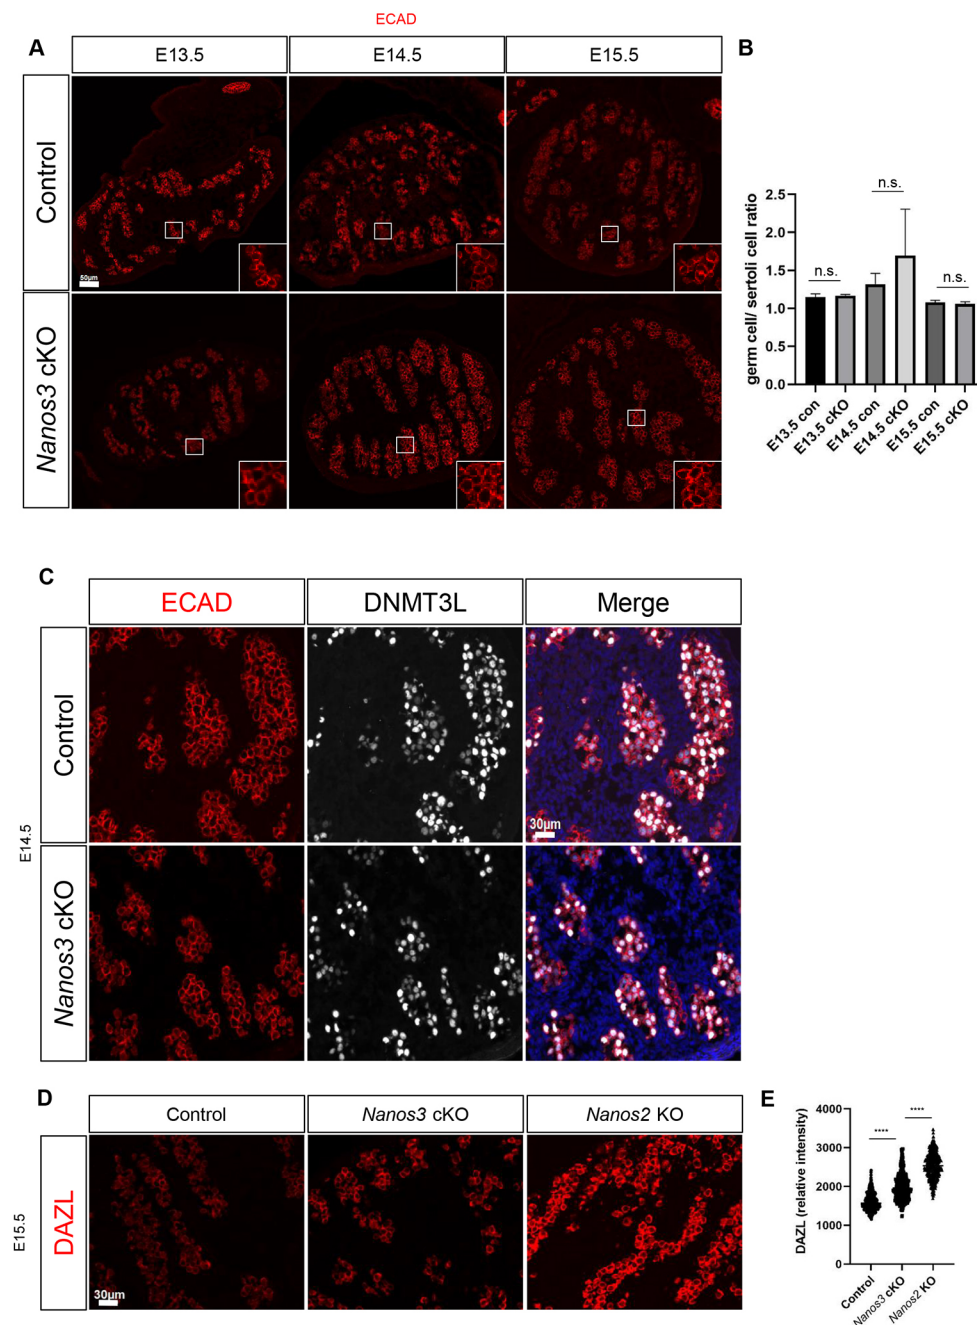 ECAD
A
E13.5
E14.5
E15.5
Control
50μm
Nanos3 cKO
B
germ cell/ sertoli cell ratio
2.5
2.0
1.5
1.0
0.5
0.0
n.s.
n.s.
n.s.
E13.5 con
E13.5 cKO
E14.5 con
E14.5 cKO
E15.5 con
E15.5 cKO
C
ECAD
DNMT3L
Merge
E14.5
Control
30μm
Nanos3 cKO
D
Control
Nanos3 cKO
Nanos2 KO
E15.5
DAZL
30μm
E
DAZL (relative intensity)
4000
3000
2000
1000
0
****
****
Control
Nanos3 cKO
Nanos2 KO